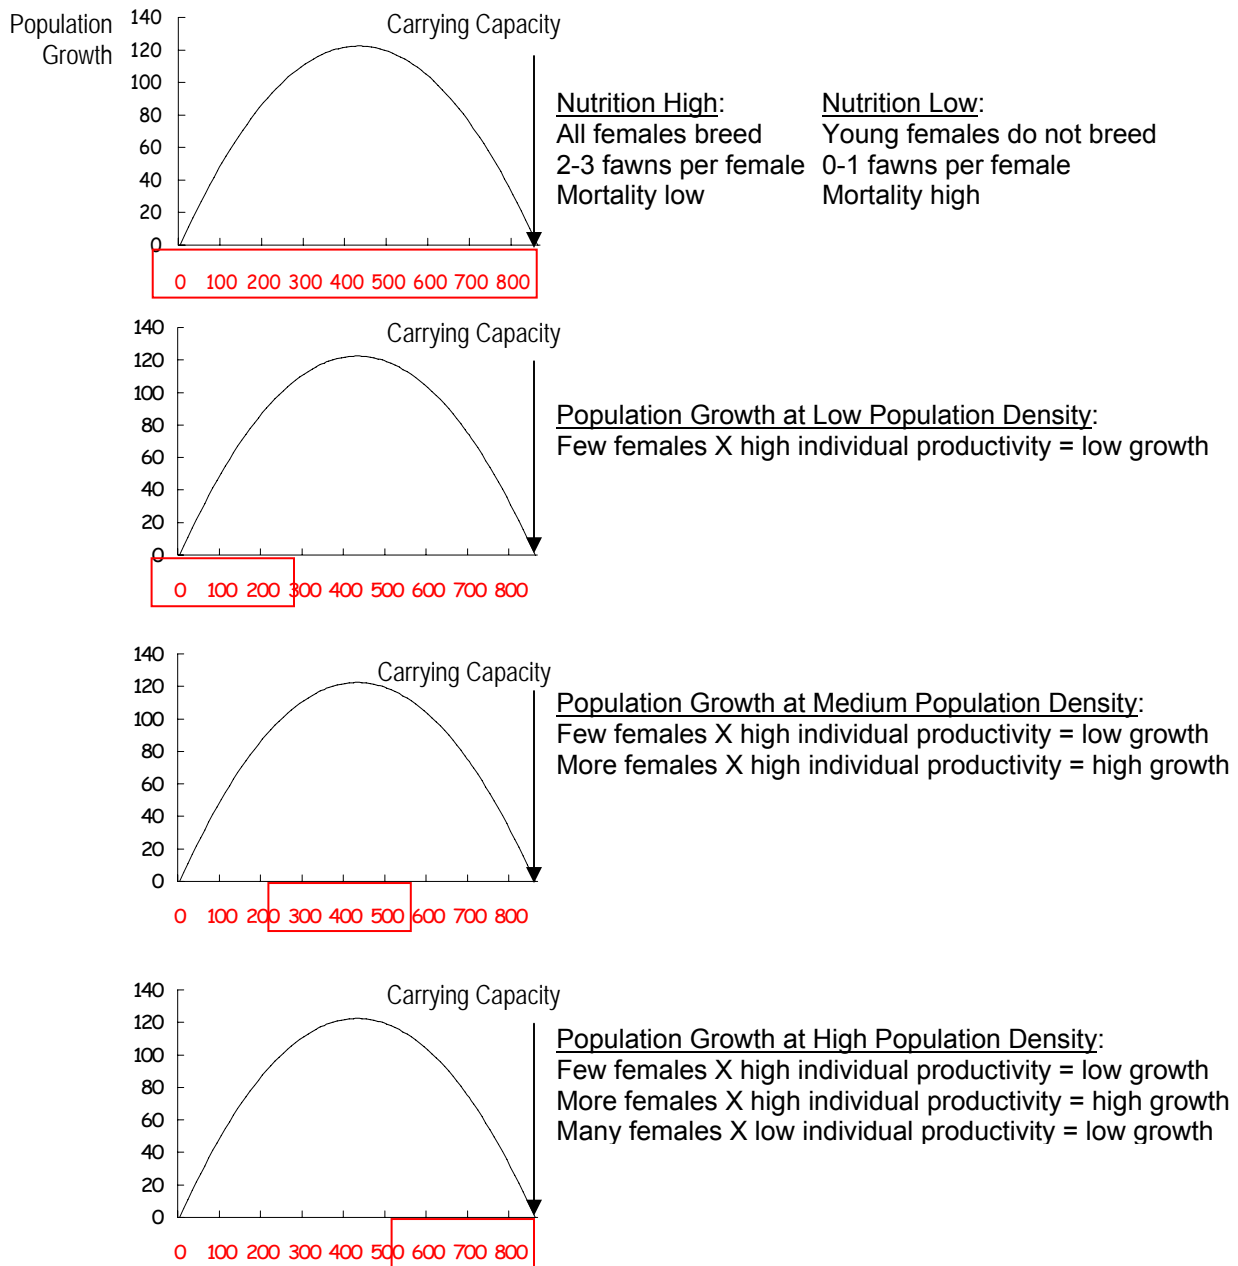 Population
Growth
140
120
100
80
60
40
20
0
Carrying Capacity
Nutrition High: Nutrition Low:
All females breed Young females do not breed
2-3 fawns per female 0-1 fawns per female
Mortality low Mortality high
0 100 200 300 400 500 600 700 800
140
120
100
80
60
40
20
0
Carrying Capacity
Population Growth at Low Population Density:
Few females X high individual productivity = low growth
0 100 200 300 400 500 600 700 800
140
120
100
80
60
40
20
0
Carrying Capacity
Population Growth at Medium Population Density:
Few females X high individual productivity = low growth
More females X high individual productivity = high growth
0 100 200 300 400 500 600 700 800
140
120
100
80
60
40
20
0
Carrying Capacity
Population Growth at High Population Density:
Few females X high individual productivity = low growth
More females X high individual productivity = high growth
Many females X low individual productivity = low growth
0 100 200 300 400 500 600 700 800